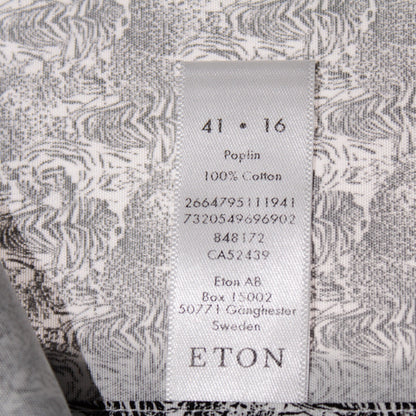 41 • 16
Poplin
100% Cotton
2664795111941
7320549696902
848172
CA52439
Eton AB
Box 15002
50771 Gånghester
Sweden
ETON